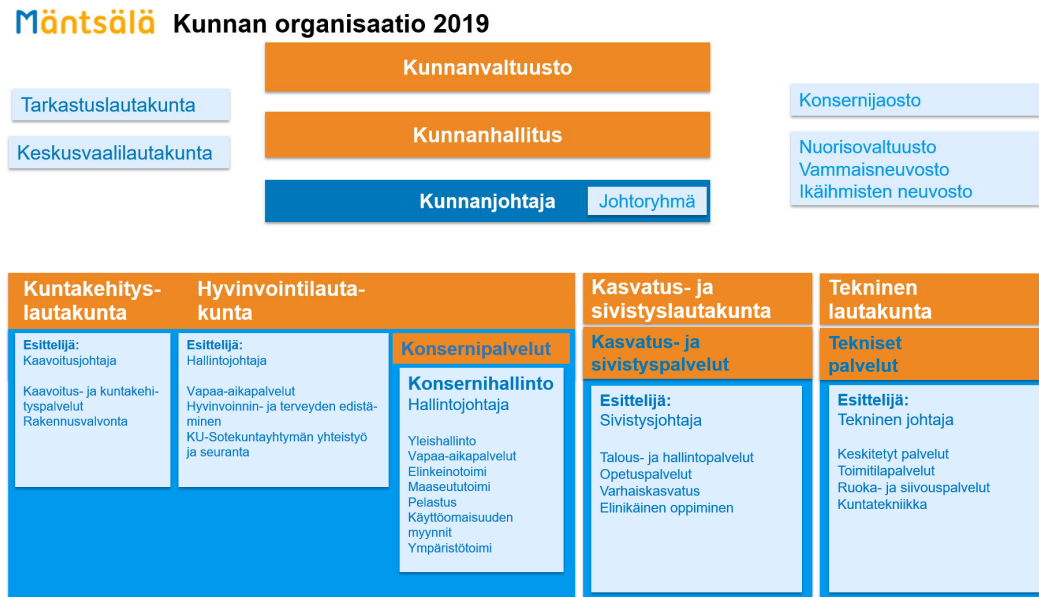 Mäntsälä Kunnan organisaatio 2019
Kunnanvaltuusto
Tarkastuslautakunta
Keskusvaalilautakunta
Kunnanhallitus
Kunnanjohtaja
Johtoryhmä
Konsernijaosto
Nuorisovaltuusto
Vammaisneuvosto
Ikäihmisten neuvosto
Kuntakehitys-
lautakunta
Esittelijä:
Kaavoitusjohtaja
Kaavoitus- ja kuntakehi-
tyspalvelut
Rakennusvalvonta
Hyvinvointilauta-
kunta
Esittelijä:
Hallintojohtaja
Vapaa-aikapalvelut
Hyvinvoinnin- ja terveyden edistä-
minen
KU-Sotekuntayhtymän yhteistyö
ja seuranta
Konsernipalvelut
Konsernihallinto
Hallintojohtaja
Yleishallinto
Vapaa-aikapalvelut
Elinkeinotoimi
Maaseututoimi
Pelastus
Käyttöomaisuuden
myynnit
Ympäristötoimi
Kasvatus- ja
sivistyslautakunta
Kasvatus- ja
sivistyspalvelut
Esittelijä:
Sivistysjohtaja
Talous- ja hallintopalvelut
Opetuspalvelut
Varhaiskasvatus
Elinikäinen oppiminen
Tekninen
lautakunta
Tekniset
palvelut
Esittelijä:
Tekninen johtaja
Keskitetyt palvelut
Toimitilapalvelut
Ruoka- ja siivouspalvelut
Kuntatekniikka